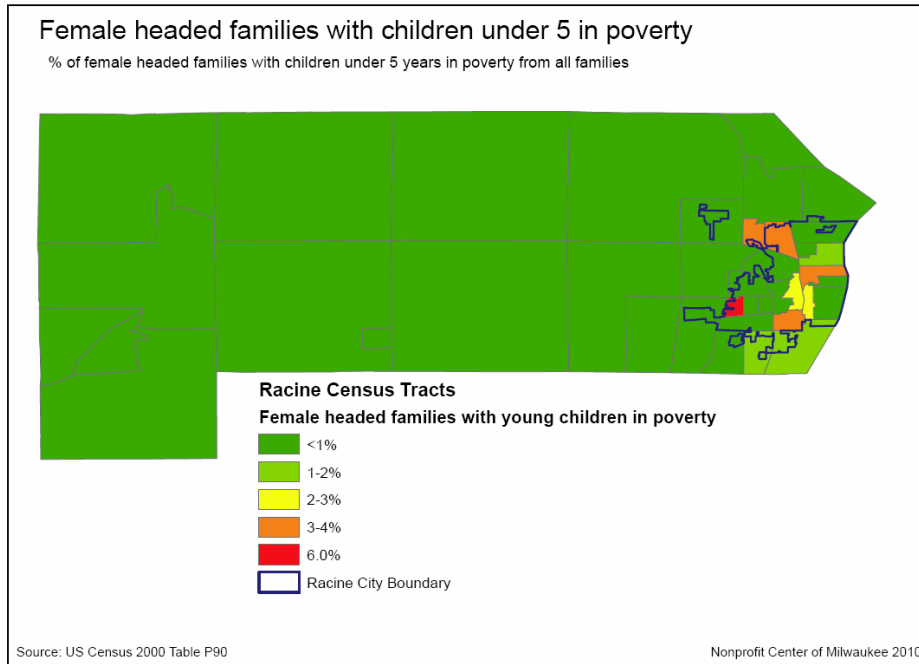 Female headed families with children under 5 in poverty
% of female headed families with children under 5 years in poverty from all families
Racine Census Tracts
Female headed families with young children in poverty
<1%
1-2%
2-3%
3-4%
6.0%
Racine City Boundary
Source: US Census 2000 Table P90
Nonprofit Center of Milwaukee 2010